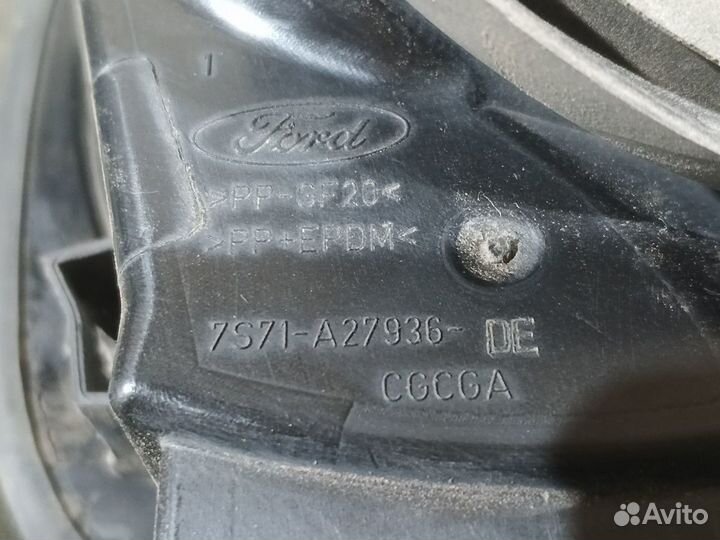 1
Ford
>PP-GF20<
>PP+EPDM<
7S71-A27936- DE
CGCGA
Avito